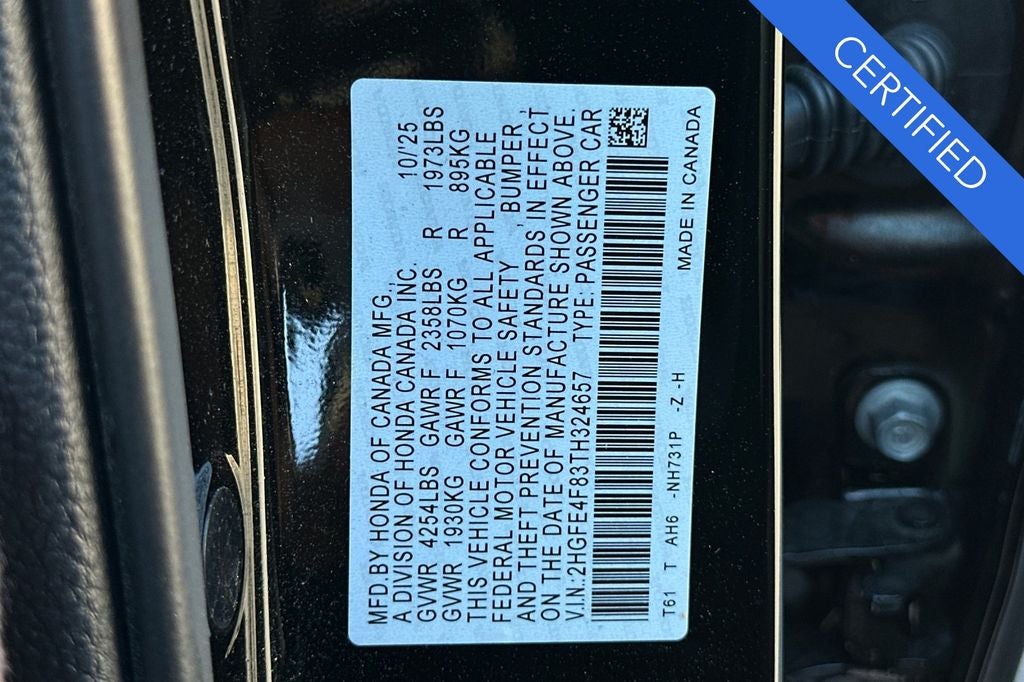 MFD.BY HONDA OF CANADA MFG.,
A DIVISION OF HONDA CANADA INC. 10/'25
GVWR 4254LBS GAWR F 2358LBS R 1973LBS
GVWR 1930KG GAWR F 1070KG R 895KG
THIS VEHICLE CONFORMS TO ALL APPLICABLE
FEDERAL MOTOR VEHICLE SAFETY , BUMPER ,
AND THEFT PREVENTION STANDARDS IN EFFECT
ON THE DATE OF MANUFACTURE SHOWN ABOVE.
V.I.N.:2HGFE4F83TH324657 TYPE: PASSENGER CAR
T61 T AH6 -NH731P -Z -H MADE IN CANADA
CERTIFIED